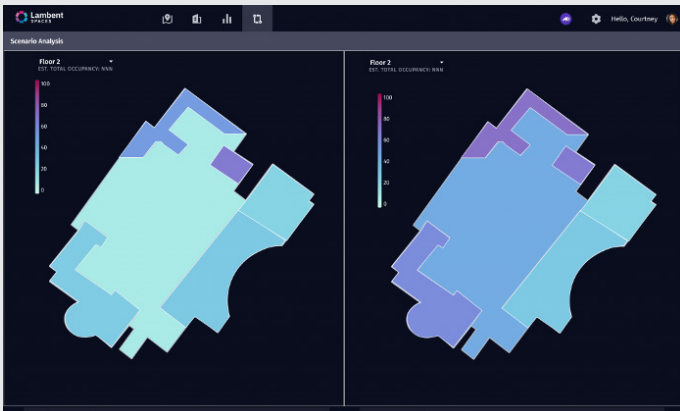 Lambent
SPACES
Hello, Courtney
Scenario Analysis
Floor 2
EST. TOTAL OCCUPANCY: NNN
100
80
60
40
20
0
Floor 2
EST. TOTAL OCCUPANCY: NNN
100
80
60
40
20
0